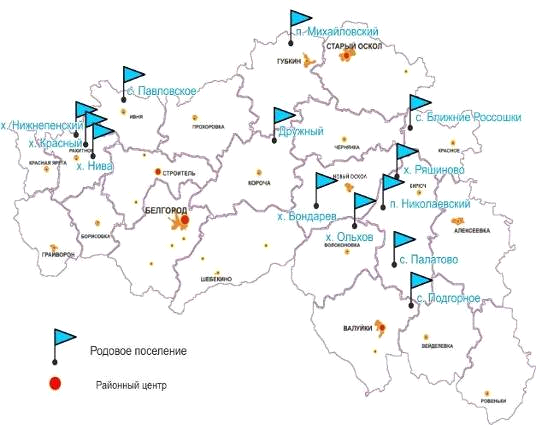 п. Михайловский
СТАРЫЙ ОСКОЛ
ГУБКИН
с. Павловское
ИВНЯ
ПРОХОРОВКА
х. Нижнепенский
х. Красный
РАКИТНОЕ
КРАСНАЯ ЯРУГА
х. Нива
Дружный
с. Ближние Россошки
ЧЕРНЯНКА
КРАСНОЕ
СТРОИТЕЛЬ
КОРОЧА
НОВЫЙ ОСКОЛ
х. Ряшиново
БИРЮЧ
п. Николаевский
БЕЛГОРОД
х. Бондарев
АЛЕКСЕЕВКА
БОРИСОВКА
х. Ольхов
ГРАЙВОРОН
ВОЛОКОНОВКА
с. Палатово
ШЕБЕКИНО
с. Подгорное
ВАЛУЙКИ
ВЕЙДЕЛЕВКА
Родовое поселение
Районный центр
РОВЕНЬКИ